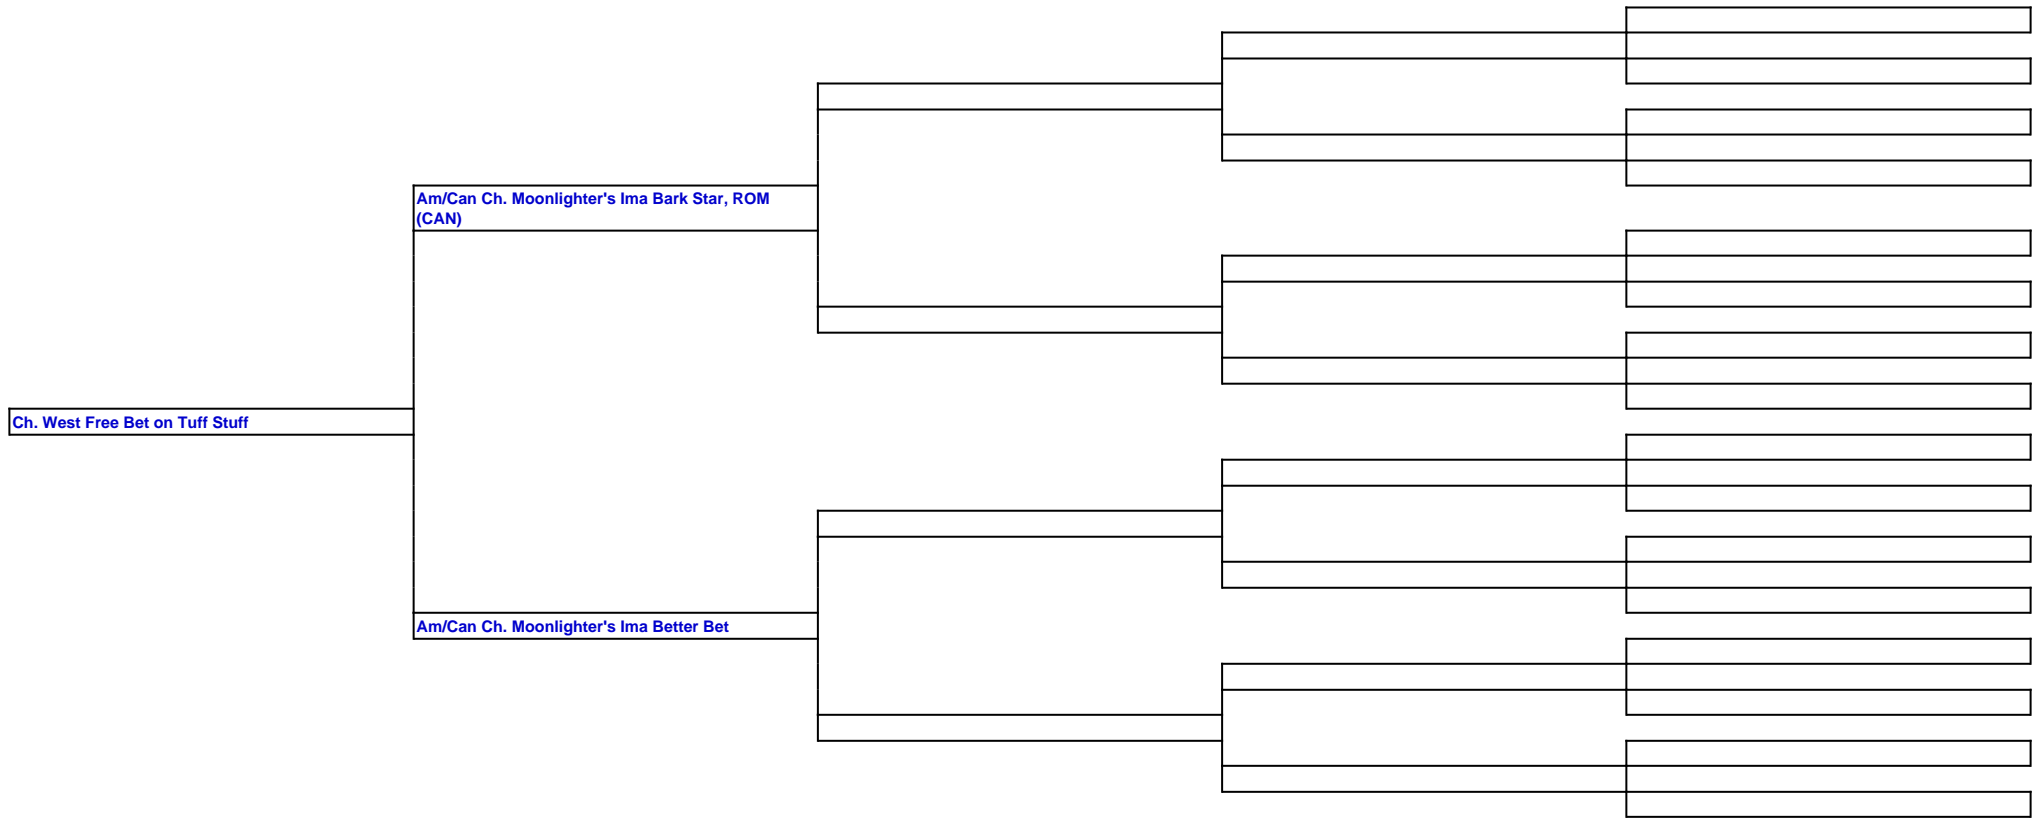 Am/Can Ch. Moonlighter's Ima Bark Star, ROM
(CAN)
Ch. West Free Bet on Tuff Stuff
Am/Can Ch. Moonlighter's Ima Better Bet